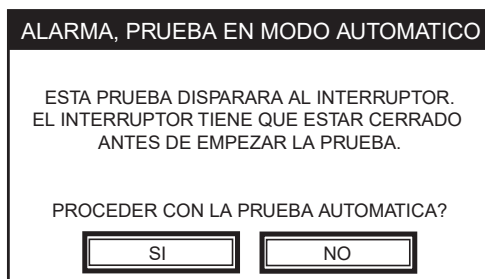 ALARMA, PRUEBA EN MODO AUTOMATICO
ESTA PRUEBA DISPARARA AL INTERRUPTOR.
EL INTERRUPTOR TIENE QUE ESTAR CERRADO
ANTES DE EMPEZAR LA PRUEBA.
PROCEDER CON LA PRUEBA AUTOMATICA?
SI NO